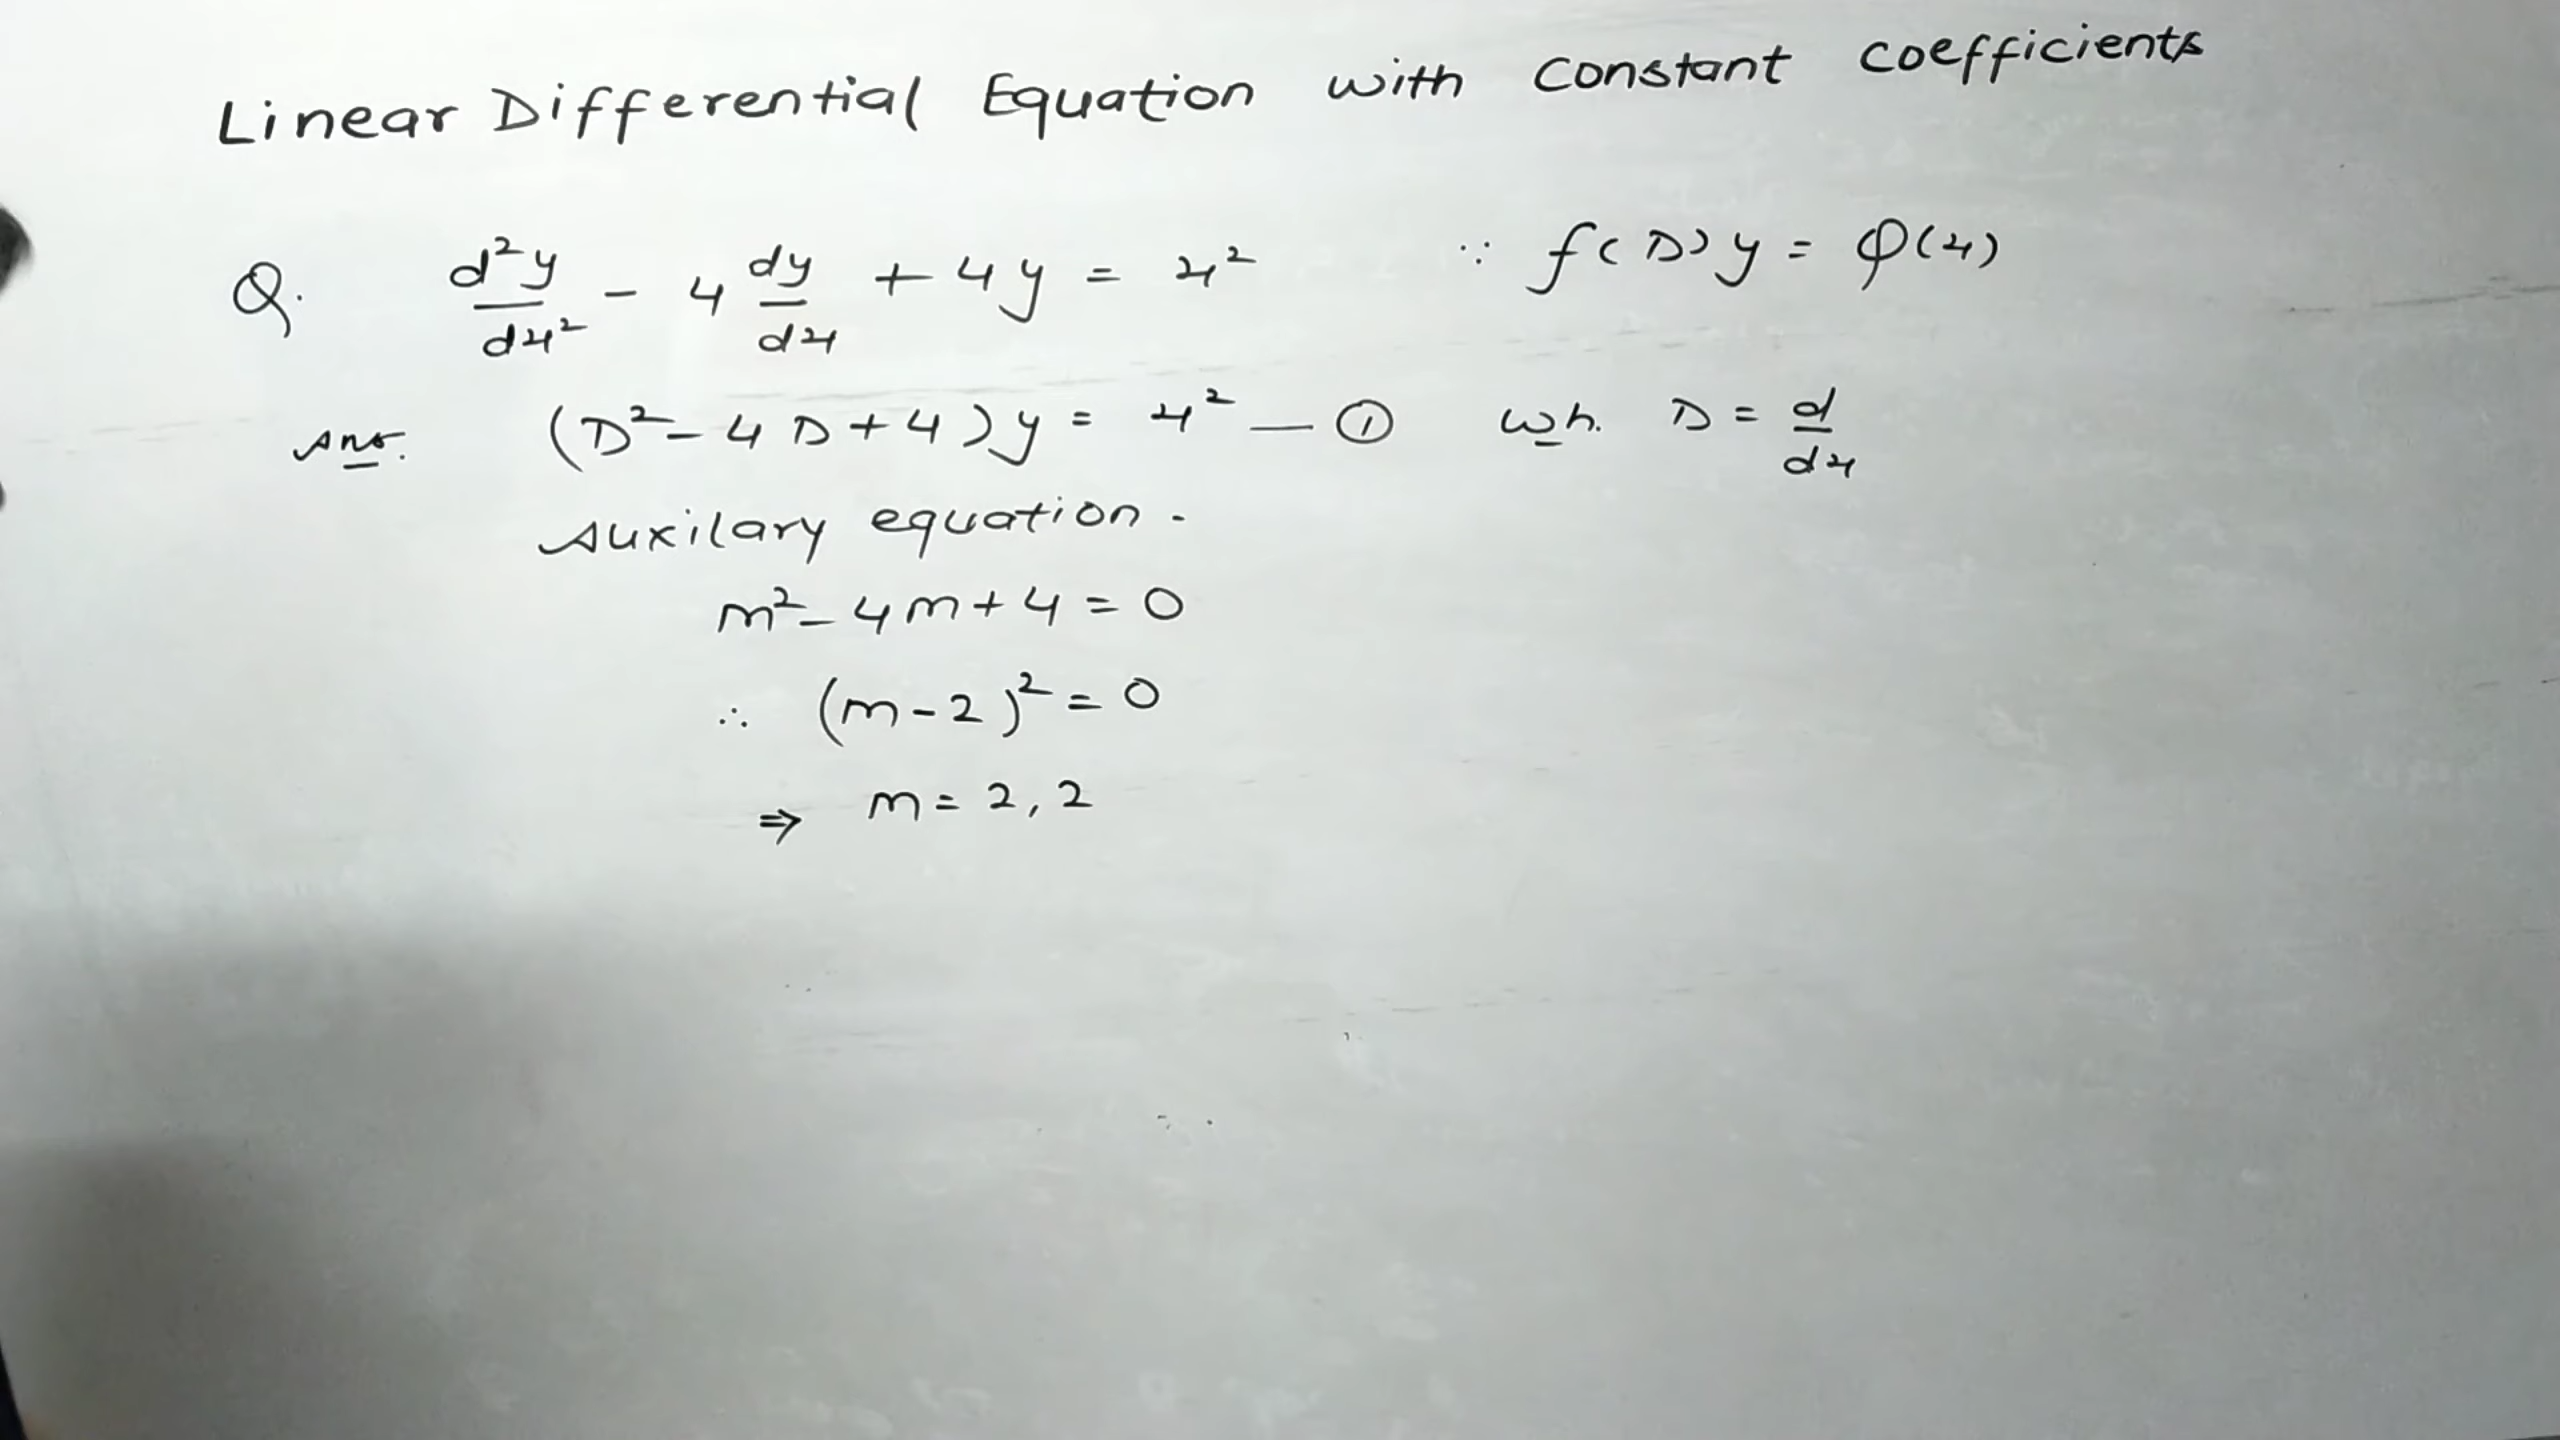 Linear Differential Equation with Constant Coefficients
Q. d²y/dx² - 4 dy/dx + 4y = x² ∵ f(D)y = φ(x)
Ans. (D² - 4D + 4)y = x² — ① wh. D = d/dx
Auxilary equation.
m² - 4m + 4 = 0
∴ (m - 2)² = 0
⇒ m = 2, 2